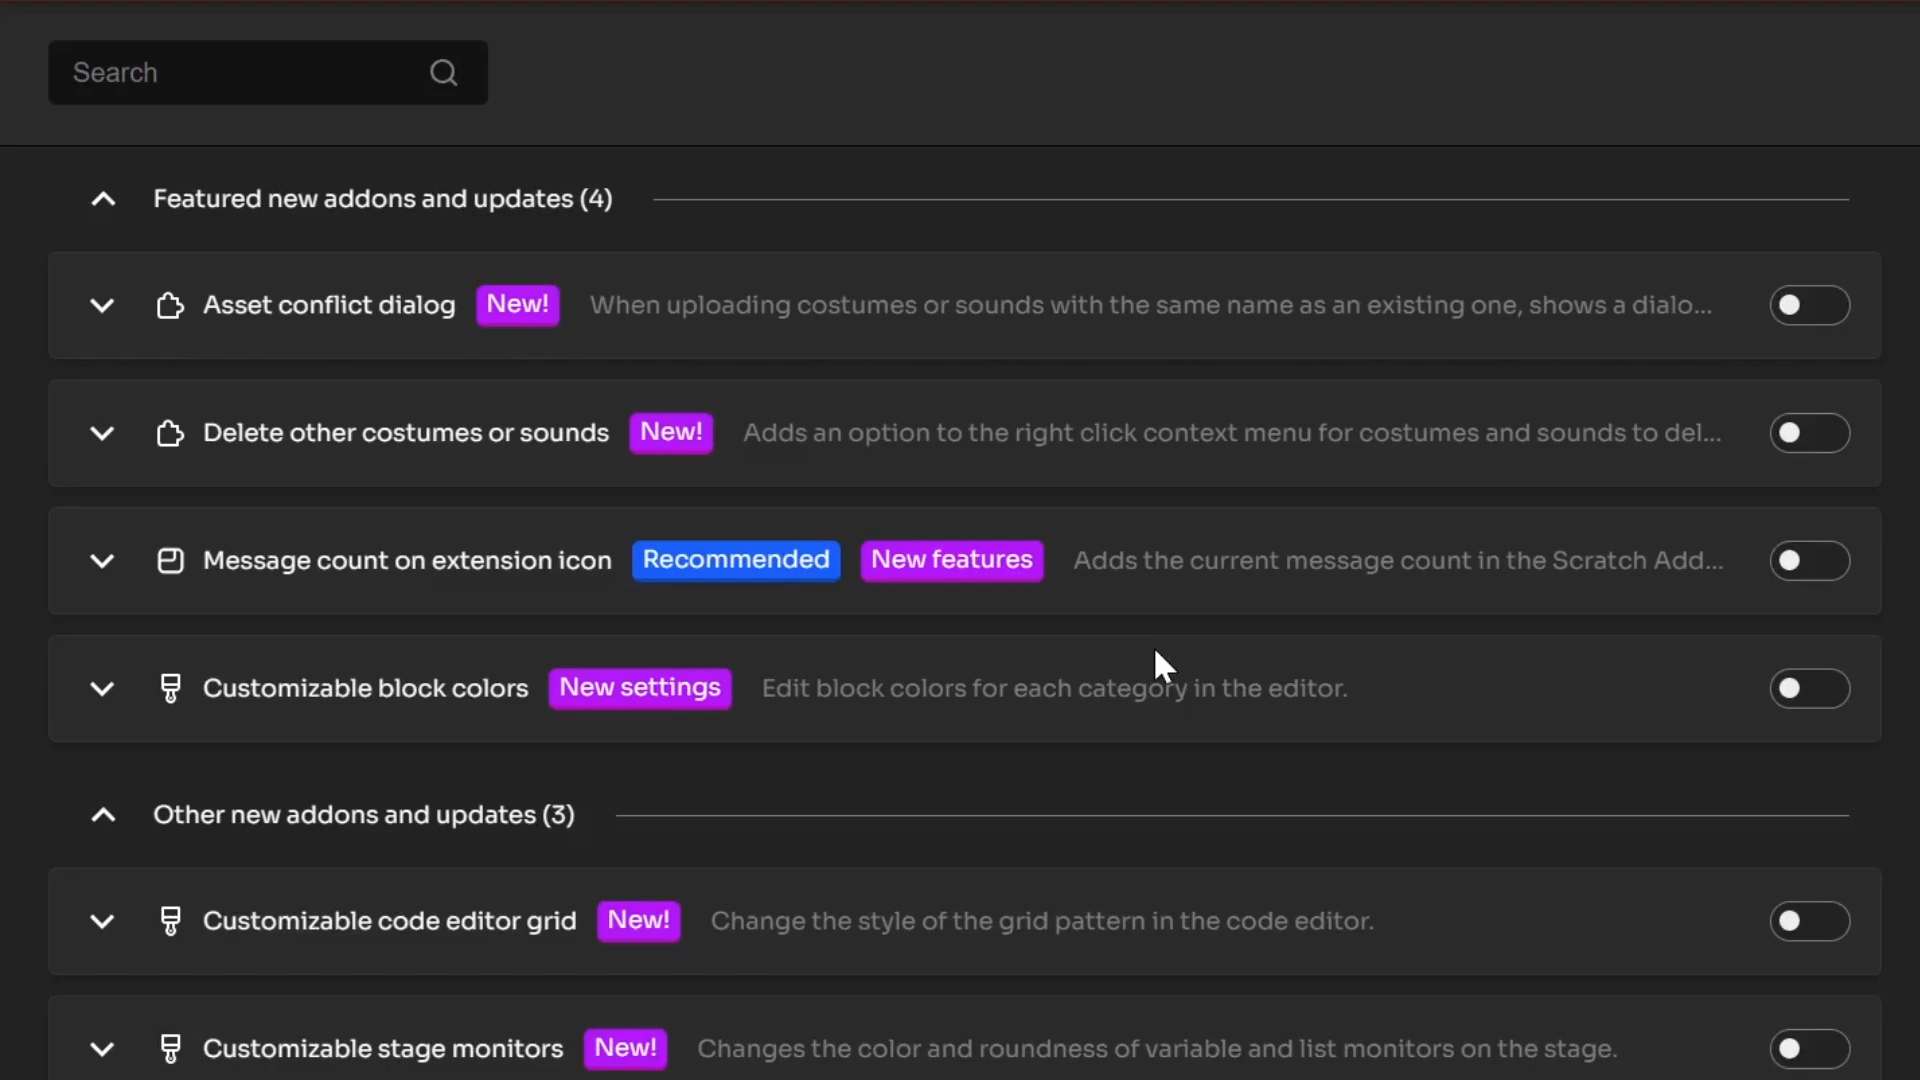 Search
Featured new addons and updates (4)
Asset conflict dialog New! When uploading costumes or sounds with the same name as an existing one, shows a dialo...
Delete other costumes or sounds New! Adds an option to the right click context menu for costumes and sounds to del...
Message count on extension icon Recommended New features Adds the current message count in the Scratch Add...
Customizable block colors New settings Edit block colors for each category in the editor.
Other new addons and updates (3)
Customizable code editor grid New! Change the style of the grid pattern in the code editor.
Customizable stage monitors New! Changes the color and roundness of variable and list monitors on the stage.